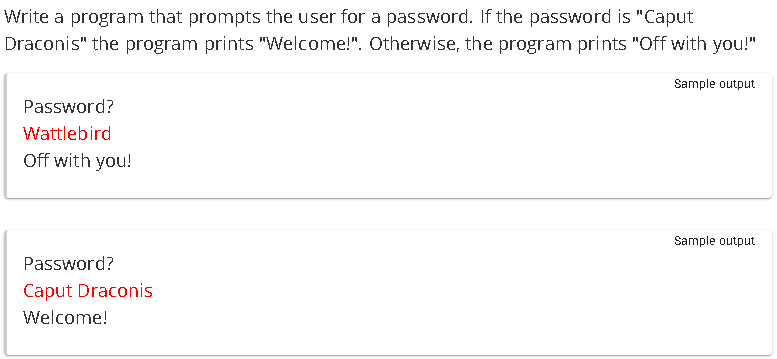 Write a program that prompts the user for a password. If the password is "Caput
Draconis" the program prints "Welcome!". Otherwise, the program prints "Off with you!"
Sample output
Password?
Wattlebird
Off with you!
Sample output
Password?
Caput Draconis
Welcome!